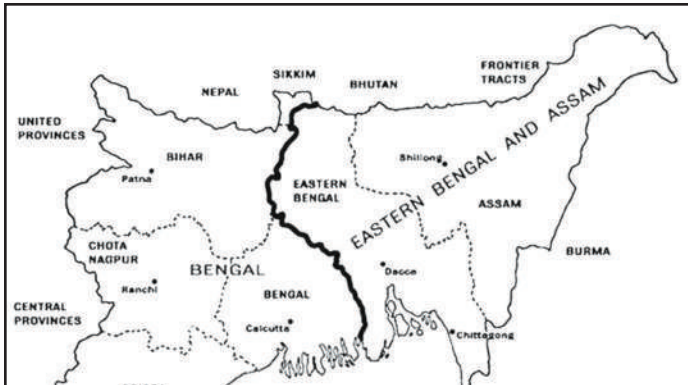 SIKKIM
NEPAL
BHUTAN
FRONTIER
TRACTS
UNITED
PROVINCES
BIHAR
Patna
EASTERN
BENGAL
EASTERN BENGAL AND ASSAM
Shillong
ASSAM
CHOTA
NAGPUR
BENGAL
BURMA
Dacca
Ranchi
BENGAL
CENTRAL
PROVINCES
Calcutta
Chittagong